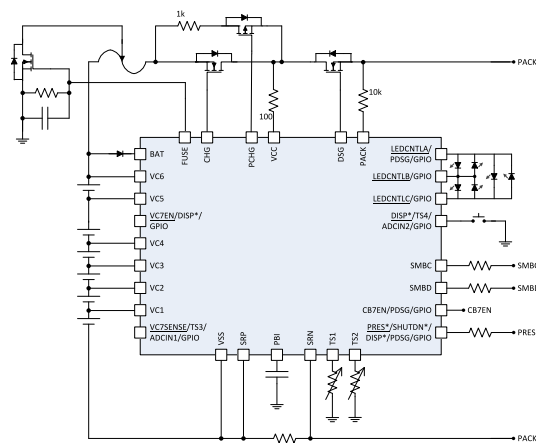 1k
PACK
100
10k
FUSE
CHG
PCHG
VCC
DSG
PACK
BAT
VC6
VC5
VC7EN/DISP*/
GPIO
VC4
VC3
VC2
VC1
VC7SENSE/TS3/
ADCIN1/GPIO
LEDCNTLA/
PDSG/GPIO
LEDCNTLB/GPIO
LEDCNTLC/GPIO
DISP*/TS4/
ADCIN2/GPIO
SMBC
SMBC
SMBD
SMBD
CB7EN/PDSG/GPIO
CB7EN
PRES*/SHUTDN*/
DISP*/PDSG/GPIO
PRES
VSS
SRP
PBI
SRN
TS1
TS2
PACK